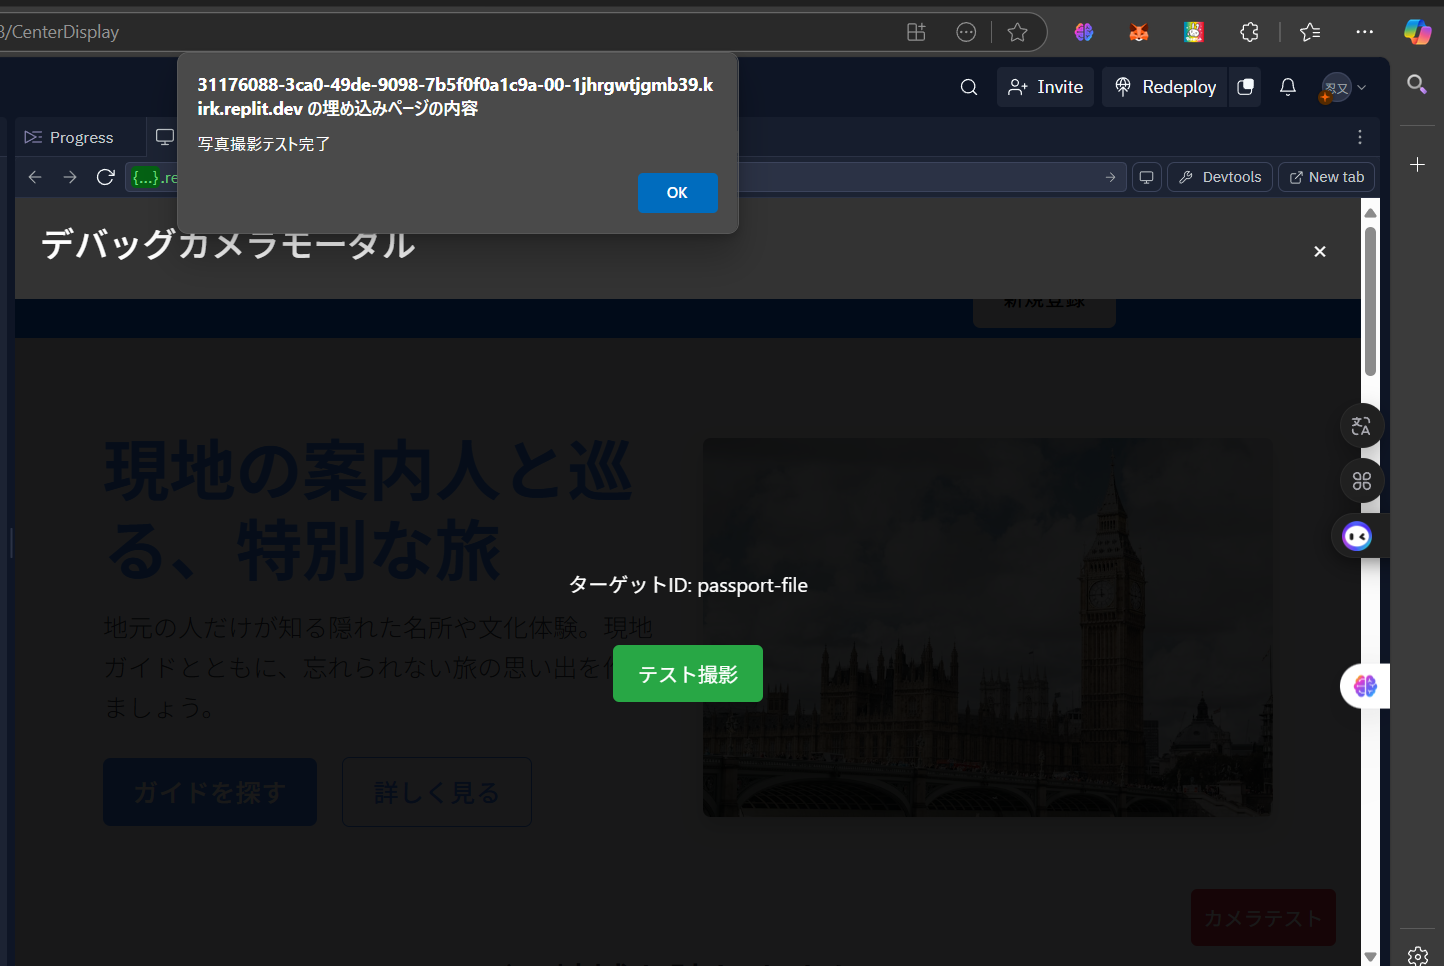 3/CenterDisplay
31176088-3ca0-49de-9098-7b5f0f0a1c9a-00-1jhrgwtjgmb39.k
irk.replit.dev の埋め込みページの内容
写真撮影テスト完了
OK
Invite
Redeploy
忍又
Progress
{...}.re
Devtools
New tab
デバッグカメラモーダル
×
新規登録
現地の案内人と巡
る、特別な旅
地元の人だけが知る隠れた名所や文化体験。現地
ガイドとともに、忘れられない旅の思い出を作
ましょう。
ターゲットID: passport-file
テスト撮影
ガイドを探す
詳しく見る
カメラテスト